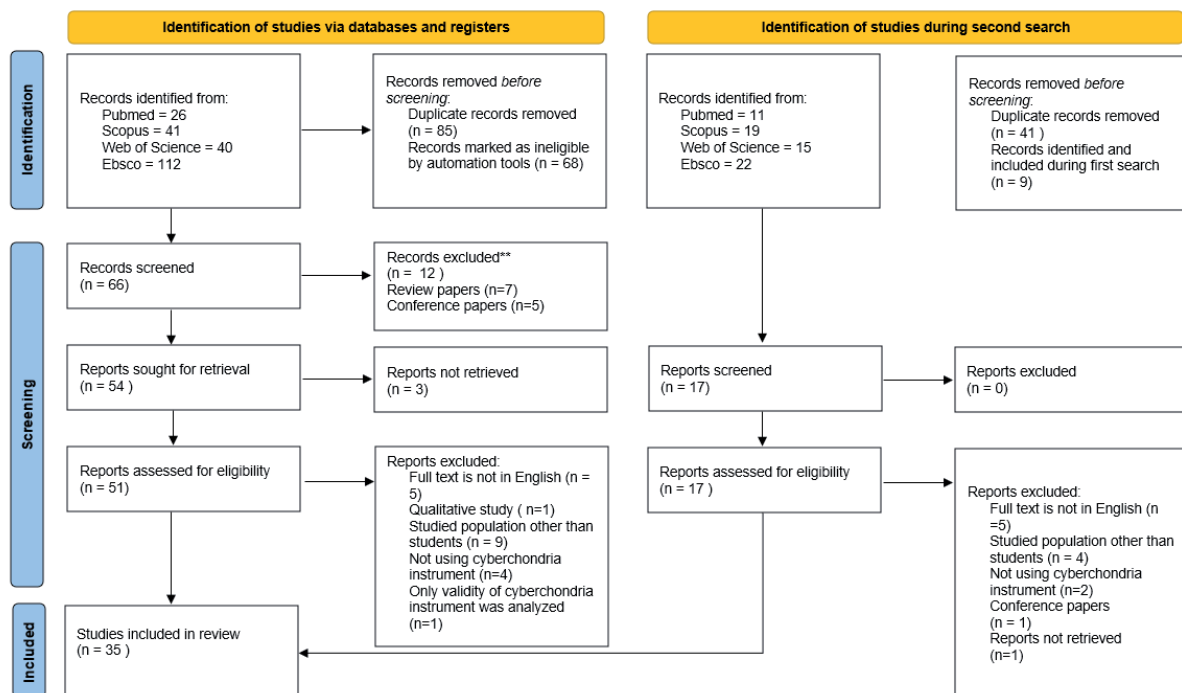 Identification of studies via databases and registers
Identification of studies during second search
Identification
Records identified from:
Pubmed = 26
Scopus = 41
Web of Science = 40
Ebsco = 112
Records removed before
screening:
Duplicate records removed
(n = 85)
Records marked as ineligible
by automation tools (n = 68)
Records identified from:
Pubmed = 11
Scopus = 19
Web of Science = 15
Ebsco = 22
Records removed before
screening:
Duplicate records removed
(n = 41 )
Records identified and
included during first search
(n = 9)
Screening
Records screened
(n = 66)
Records excluded**
(n = 12 )
Review papers (n=7)
Conference papers (n=5)
Reports sought for retrieval
(n = 54 )
Reports not retrieved
(n = 3)
Reports screened
(n = 17)
Reports excluded
(n = 0)
Reports assessed for eligibility
(n = 51)
Reports excluded:
Full text is not in English (n =
5)
Qualitative study ( n=1)
Studied population other than
students (n = 9)
Not using cyberchondria
instrument (n=4)
Only validity of cyberchondria
instrument was analyzed
(n=1)
Reports assessed for eligibility
(n = 17 )
Reports excluded:
Full text is not in English (n
=5)
Studied population other than
students (n = 4)
Not using cyberchondria
instrument (n=2)
Conference papers
(n = 1)
Reports not retrieved
(n=1)
Included
Studies included in review
(n = 35 )